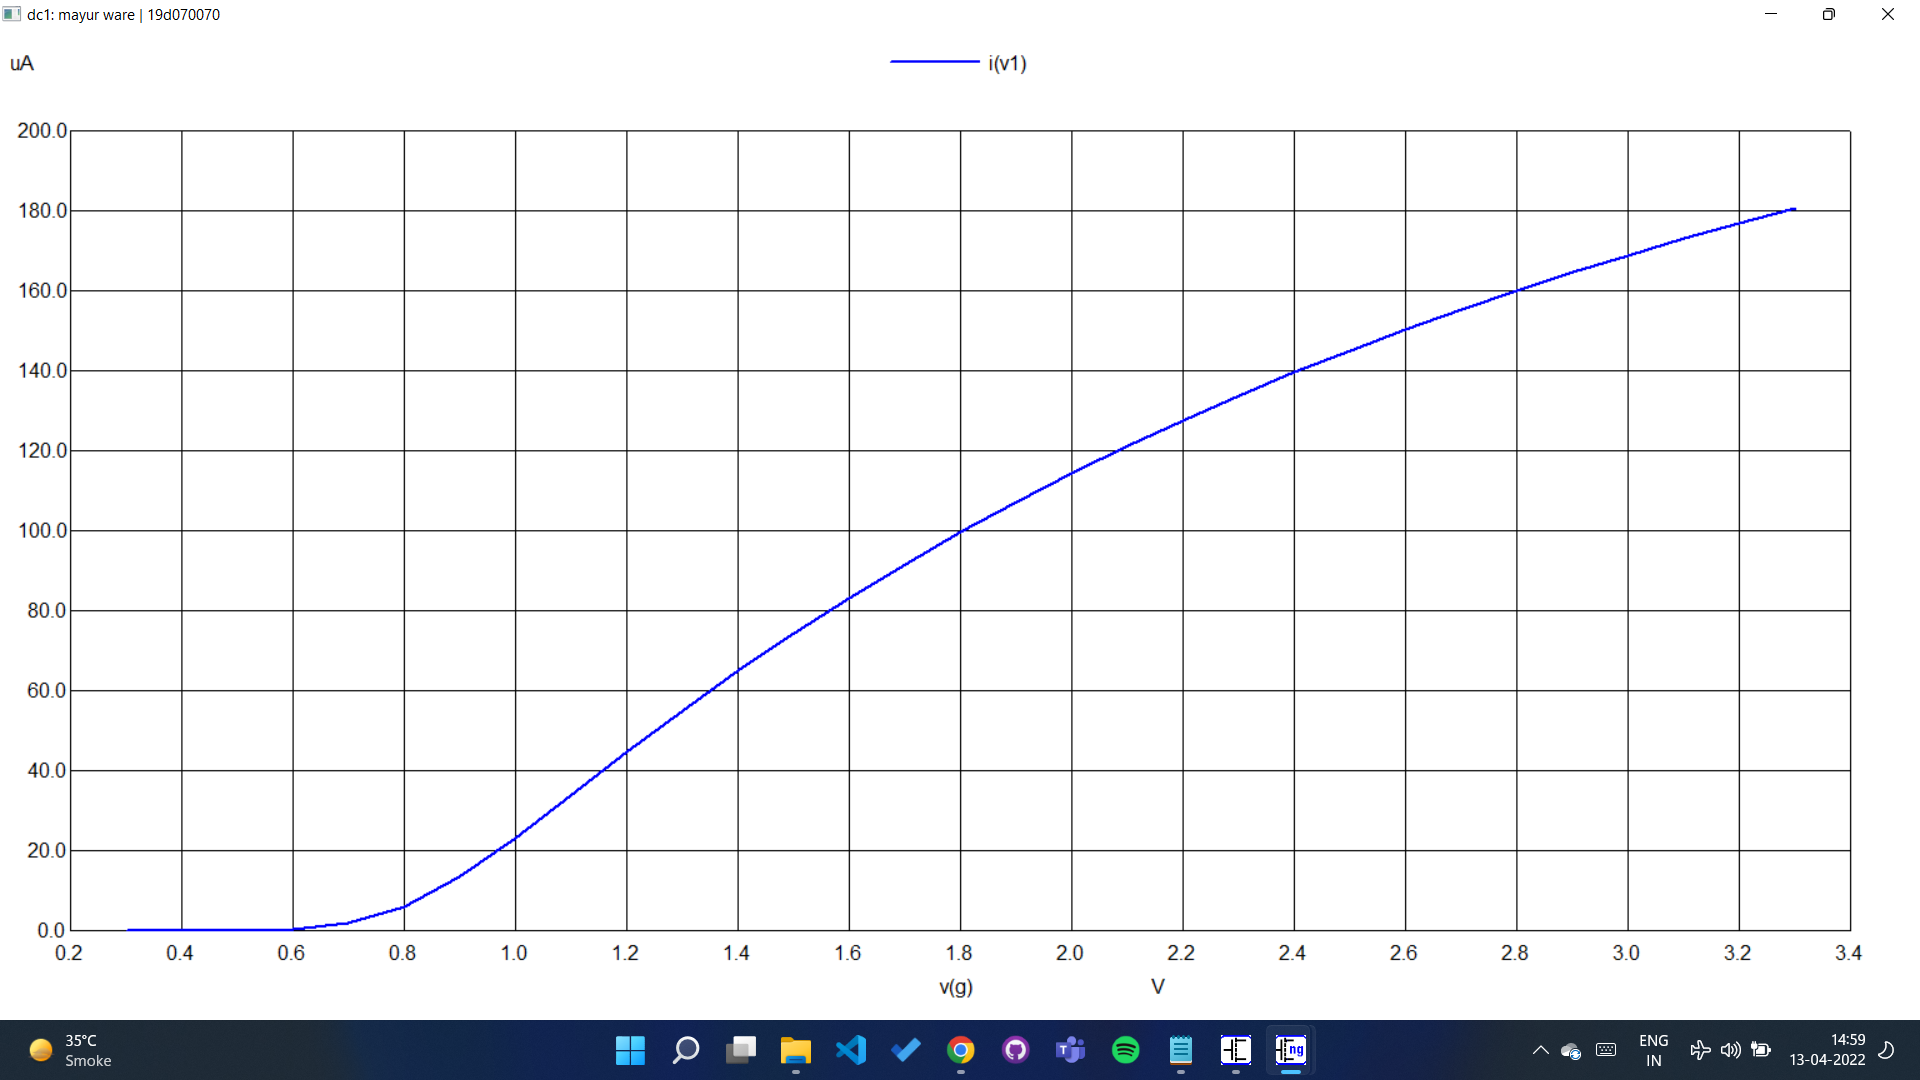 dc1: mayur ware | 19d070070
uA
i(v1)
200.0
180.0
160.0
140.0
120.0
100.0
80.0
60.0
40.0
20.0
0.0
0.2 0.4 0.6 0.8 1.0 1.2 1.4 1.6 1.8 2.0 2.2 2.4 2.6 2.8 3.0 3.2 3.4
v(g) V
35°C
Smoke
T
ng
ENG
IN
14:59
13-04-2022